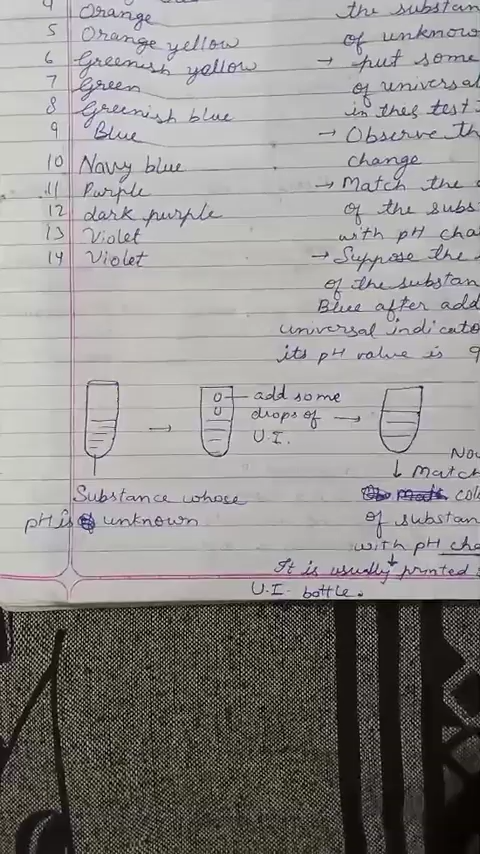 4 Orange
5 Orange yellow
6 Greenish yellow
7 Green
8 Greenish blue
9 Blue
10 Navy blue
11 Purple
12 dark purple
13 Violet
14 Violet
the substan
of unknow
→ put some
of universal
in thes test
→ Observe th
change
→ Match the
of the subs
with pH cha
→ Suppose the
of the substan
Blue after add
universal indicato
its pH value is 9
→ add some
drops of →
U.I.
Substance whose
pH is unknown
Now
↓ Match
colo
of substan
with pH cha
↓
It is usually printed
U.I. bottle.